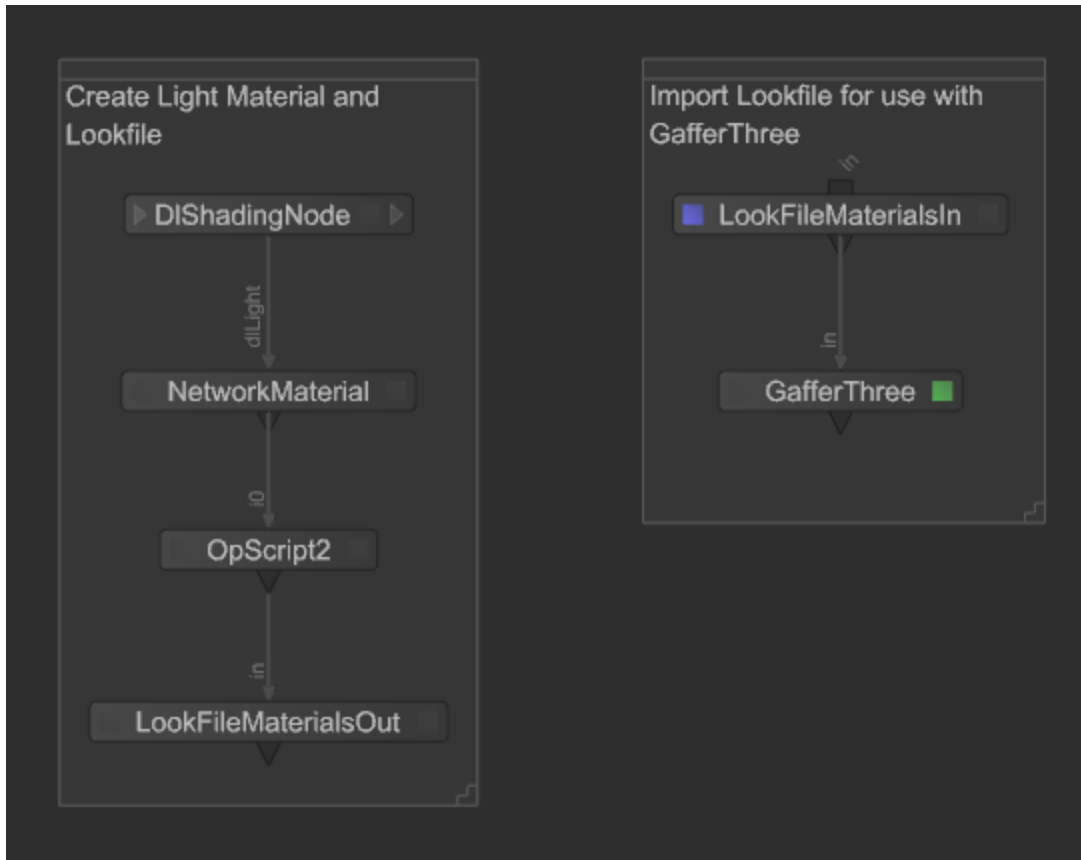 Create Light Material and
Lookfile
DlShadingNode
dlLight
NetworkMaterial
i0
OpScript2
in
LookFileMaterialsOut
Import Lookfile for use with
GafferThree
in
LookFileMaterialsIn
in
GafferThree